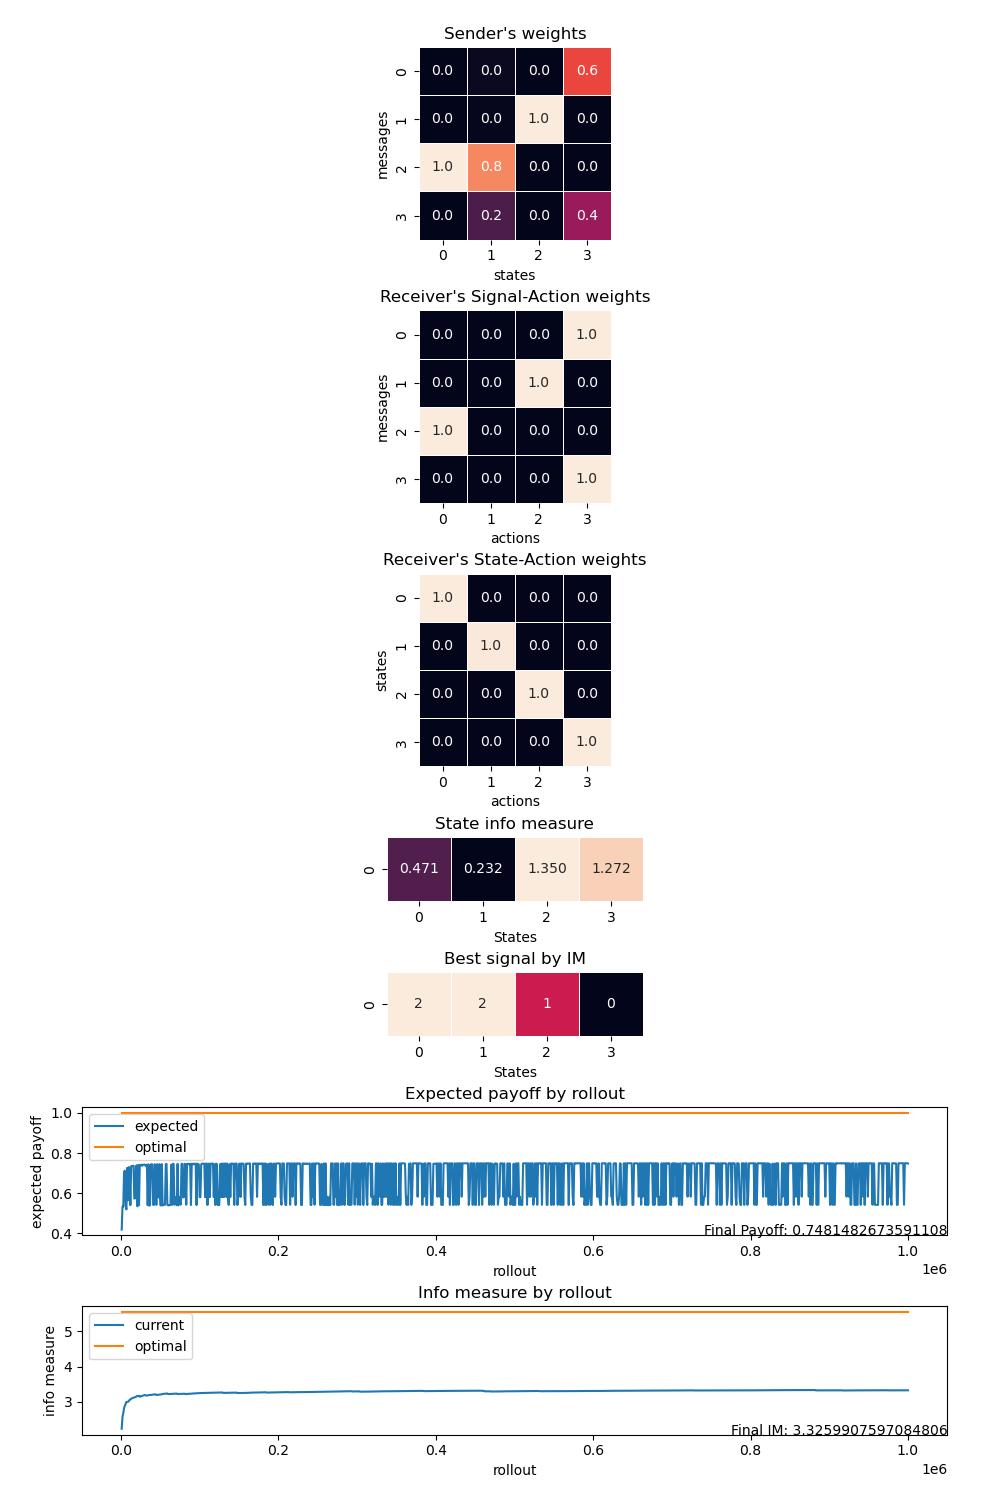 Sender's weights
0 0.0 0.0 0.0 0.6
1 0.0 0.0 1.0 0.0
2 1.0 0.8 0.0 0.0
3 0.0 0.2 0.0 0.4
messages
0 1 2 3
states
Receiver's Signal-Action weights
0 0.0 0.0 0.0 1.0
1 0.0 0.0 1.0 0.0
2 1.0 0.0 0.0 0.0
3 0.0 0.0 0.0 1.0
messages
0 1 2 3
actions
Receiver's State-Action weights
0 1.0 0.0 0.0 0.0
1 0.0 1.0 0.0 0.0
2 0.0 0.0 1.0 0.0
3 0.0 0.0 0.0 1.0
states
0 1 2 3
actions
State info measure
0 0.471 0.232 1.350 1.272
0 1 2 3
States
Best signal by IM
0 2 2 1 0
0 1 2 3
States
Expected payoff by rollout
expected payoff
1.0
0.8
0.6
0.4
expected
optimal
Final Payoff: 0.7481482673591108
0.0 0.2 0.4 0.6 0.8 1.0
1e6
rollout
Info measure by rollout
info measure
5
4
3
current
optimal
Final IM: 3.3259907597084806
0.0 0.2 0.4 0.6 0.8 1.0
1e6
rollout